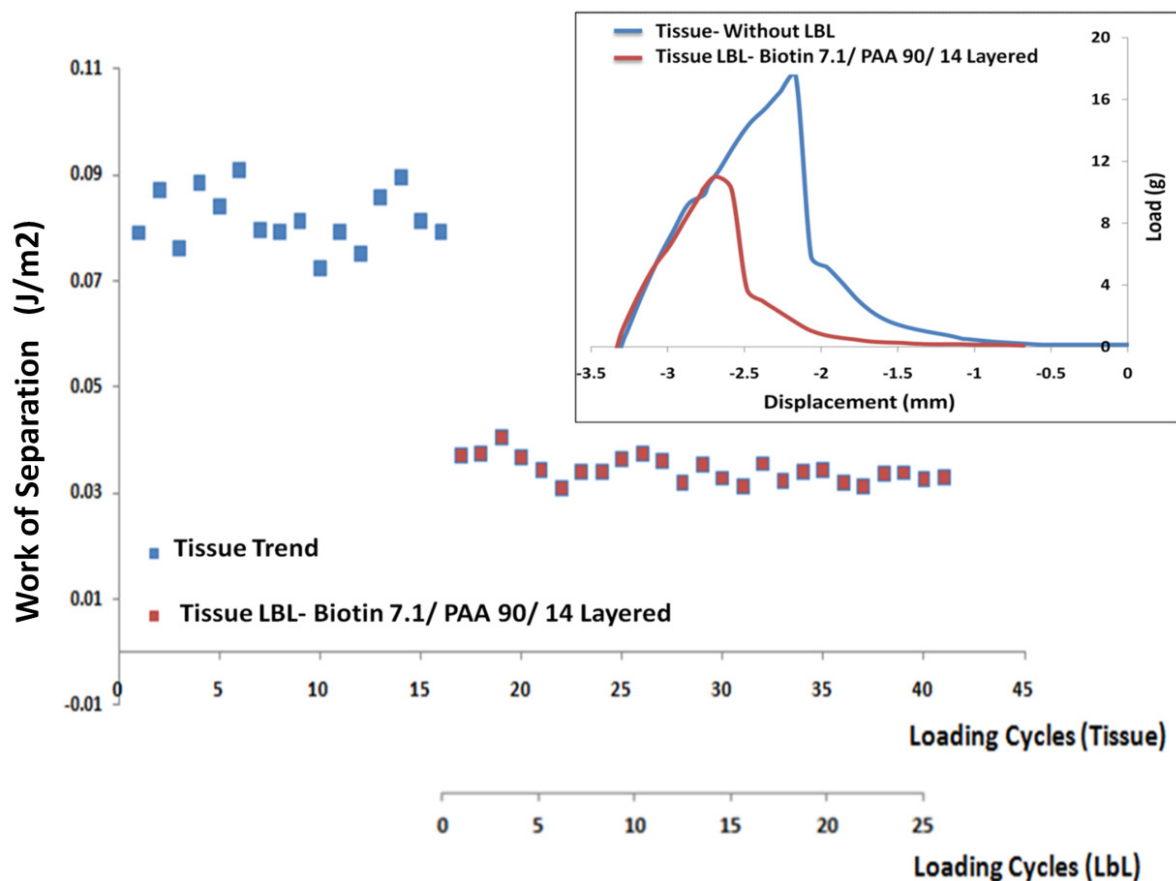 Tissue- Without LBL
Tissue LBL- Biotin 7.1/ PAA 90/ 14 Layered
20
16
12
8
4
0
Load (g)
-3.5 -3 -2.5 -2 -1.5 -1 -0.5 0
Displacement (mm)
0.11
0.09
0.07
0.05
0.03
0.01
-0.01
Work of Separation (J/m2)
Tissue Trend
Tissue LBL- Biotin 7.1/ PAA 90/ 14 Layered
0 5 10 15 20 25 30 35 40 45
Loading Cycles (Tissue)
0 5 10 15 20 25
Loading Cycles (LbL)